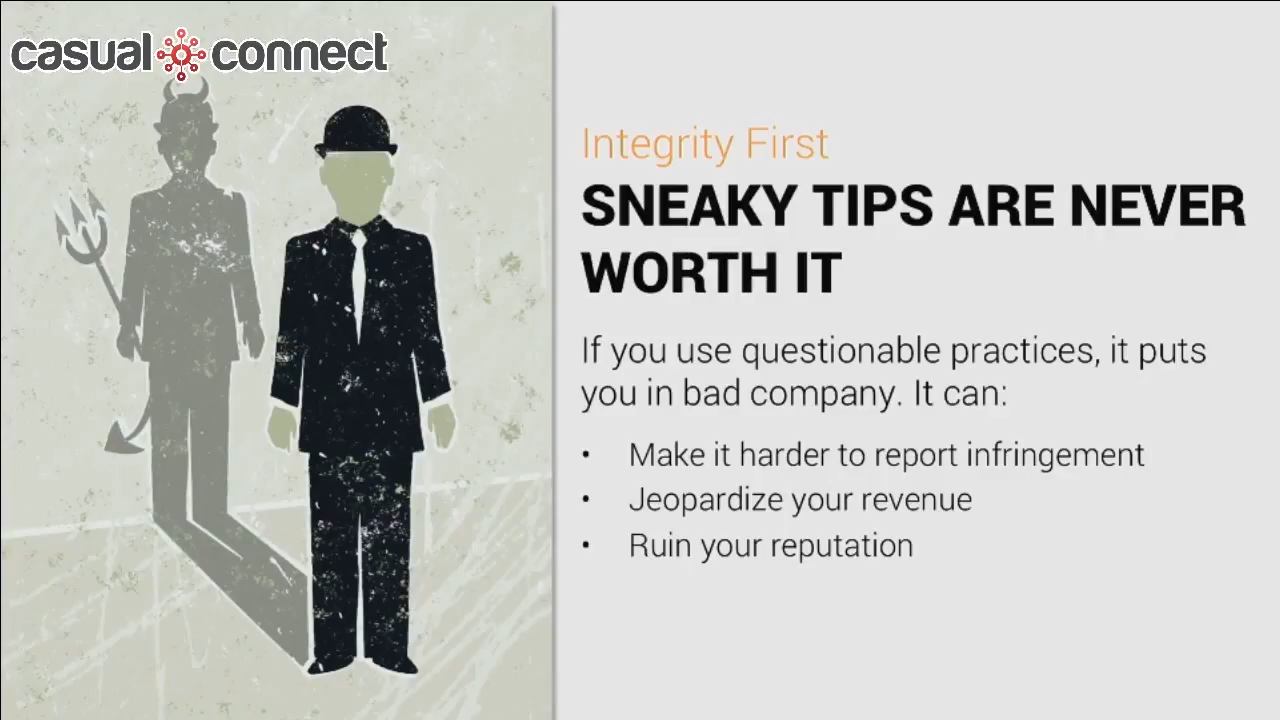 casual connect
Integrity First
SNEAKY TIPS ARE NEVER
WORTH IT
If you use questionable practices, it puts
you in bad company. It can:
• Make it harder to report infringement
• Jeopardize your revenue
• Ruin your reputation